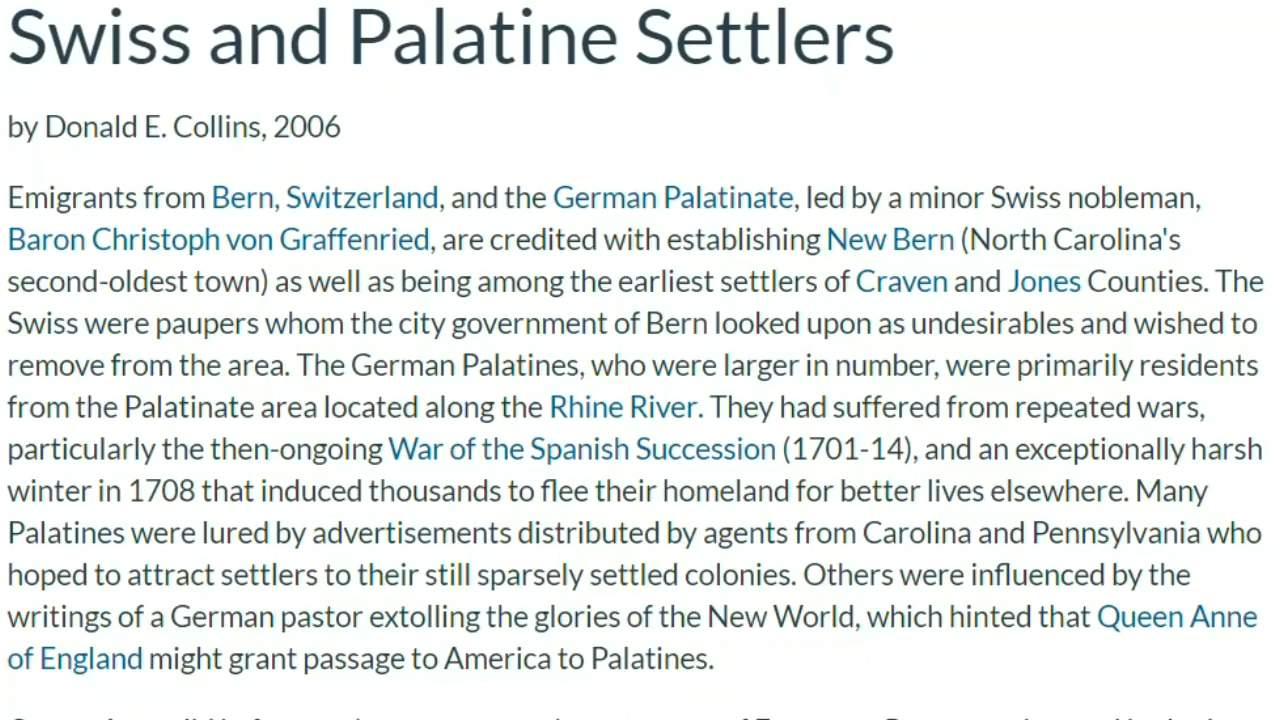 Swiss and Palatine Settlers
by Donald E. Collins, 2006
Emigrants from Bern, Switzerland, and the German Palatinate, led by a minor Swiss nobleman,
Baron Christoph von Graffenried, are credited with establishing New Bern (North Carolina's
second-oldest town) as well as being among the earliest settlers of Craven and Jones Counties. The
Swiss were paupers whom the city government of Bern looked upon as undesirables and wished to
remove from the area. The German Palatines, who were larger in number, were primarily residents
from the Palatinate area located along the Rhine River. They had suffered from repeated wars,
particularly the then-ongoing War of the Spanish Succession (1701-14), and an exceptionally harsh
winter in 1708 that induced thousands to flee their homeland for better lives elsewhere. Many
Palatines were lured by advertisements distributed by agents from Carolina and Pennsylvania who
hoped to attract settlers to their still sparsely settled colonies. Others were influenced by the
writings of a German pastor extolling the glories of the New World, which hinted that Queen Anne
of England might grant passage to America to Palatines.